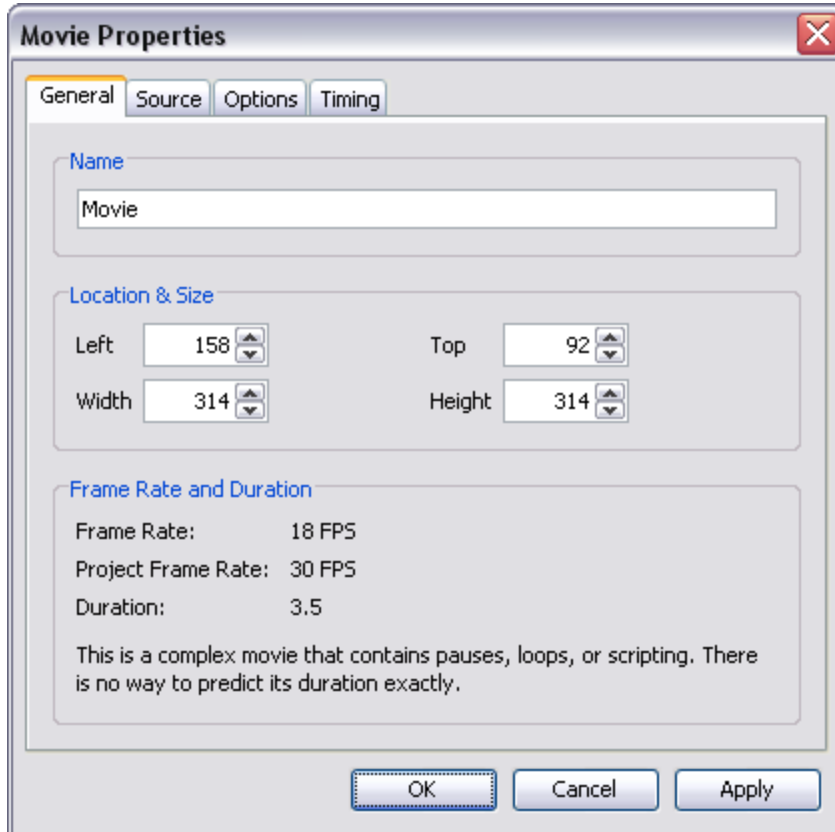 Movie Properties
General Source Options Timing
Name
Movie
Location & Size
Left 158 Top 92
Width 314 Height 314
Frame Rate and Duration
Frame Rate: 18 FPS
Project Frame Rate: 30 FPS
Duration: 3.5
This is a complex movie that contains pauses, loops, or scripting. There
is no way to predict its duration exactly.
OK Cancel Apply